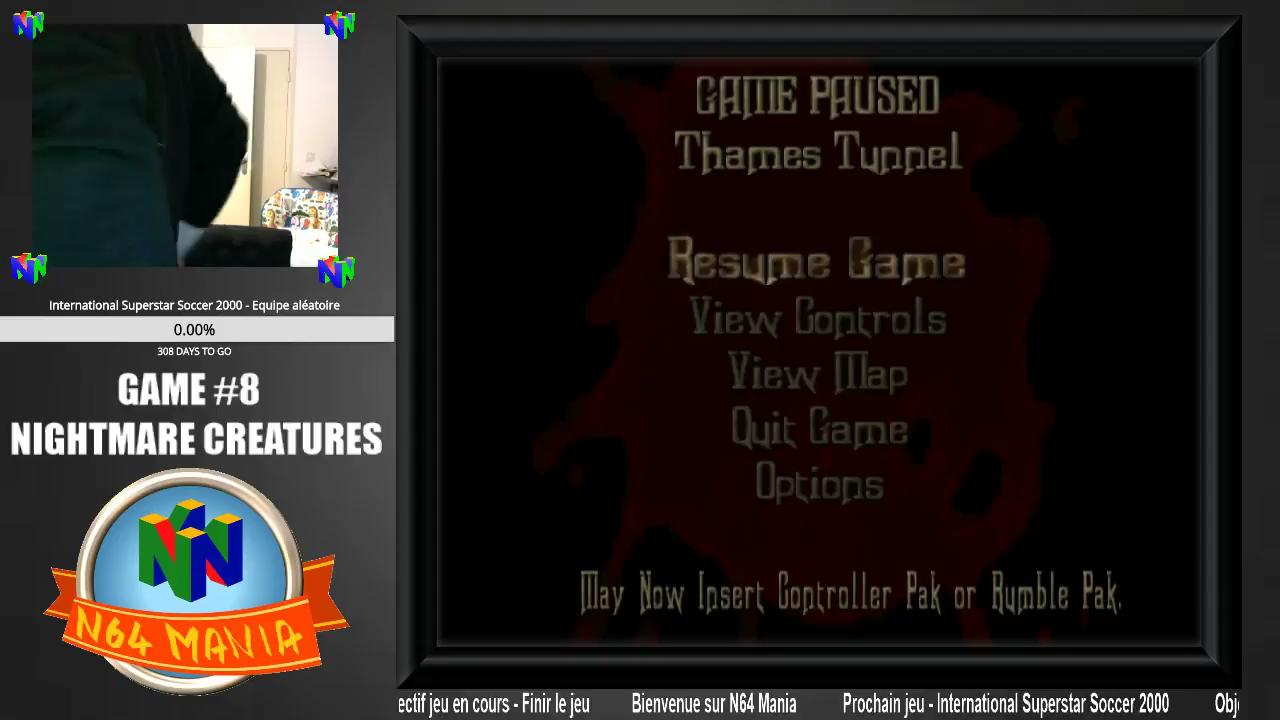 International Superstar Soccer 2000 - Equipe aléatoire
0.00%
308 DAYS TO GO
GAME #8
NIGHTMARE CREATURES
N64 MANIA
GAME PAUSED
Thames Tunnel
Resume Game
View Controls
View Map
Quit Game
Options
May Now Insert Controller Pak or Rumble Pak.
ectif jeu en cours - Finir le jeu Bienvenue sur N64 Mania Prochain jeu - International Superstar Soccer 2000 Obj